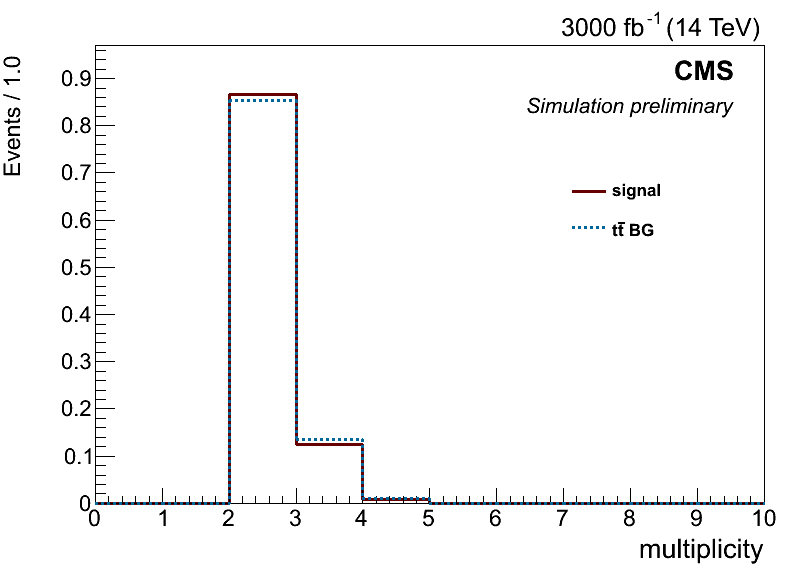 3000 fb⁻¹ (14 TeV)
CMS
Simulation preliminary
signal
tt̄ BG
Events / 1.0
0.9
0.8
0.7
0.6
0.5
0.4
0.3
0.2
0.1
0
0 1 2 3 4 5 6 7 8 9 10
multiplicity